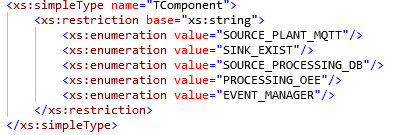 <xs:simpleType name="TComponent">
<xs:restriction base="xs:string">
<xs:enumeration value="SOURCE_PLANT_MQTT"/>
<xs:enumeration value="SINK_EXIST"/>
<xs:enumeration value="SOURCE_PROCESSING_DB"/>
<xs:enumeration value="PROCESSING_OEE"/>
<xs:enumeration value="EVENT_MANAGER"/>
</xs:restriction>
</xs:simpleType>